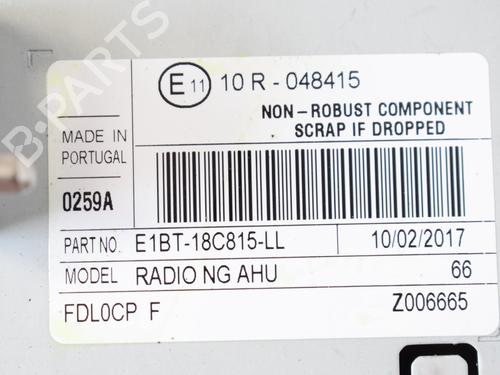 E 11 10 R - 048415
NON-ROBUST COMPONENT
SCRAP IF DROPPED
MADE IN
PORTUGAL
0259A
PART NO. E1BT-18C815-LL 10/02/2017
MODEL RADIO NG AHU 66
FDL0CP F Z006665
B-PARTS